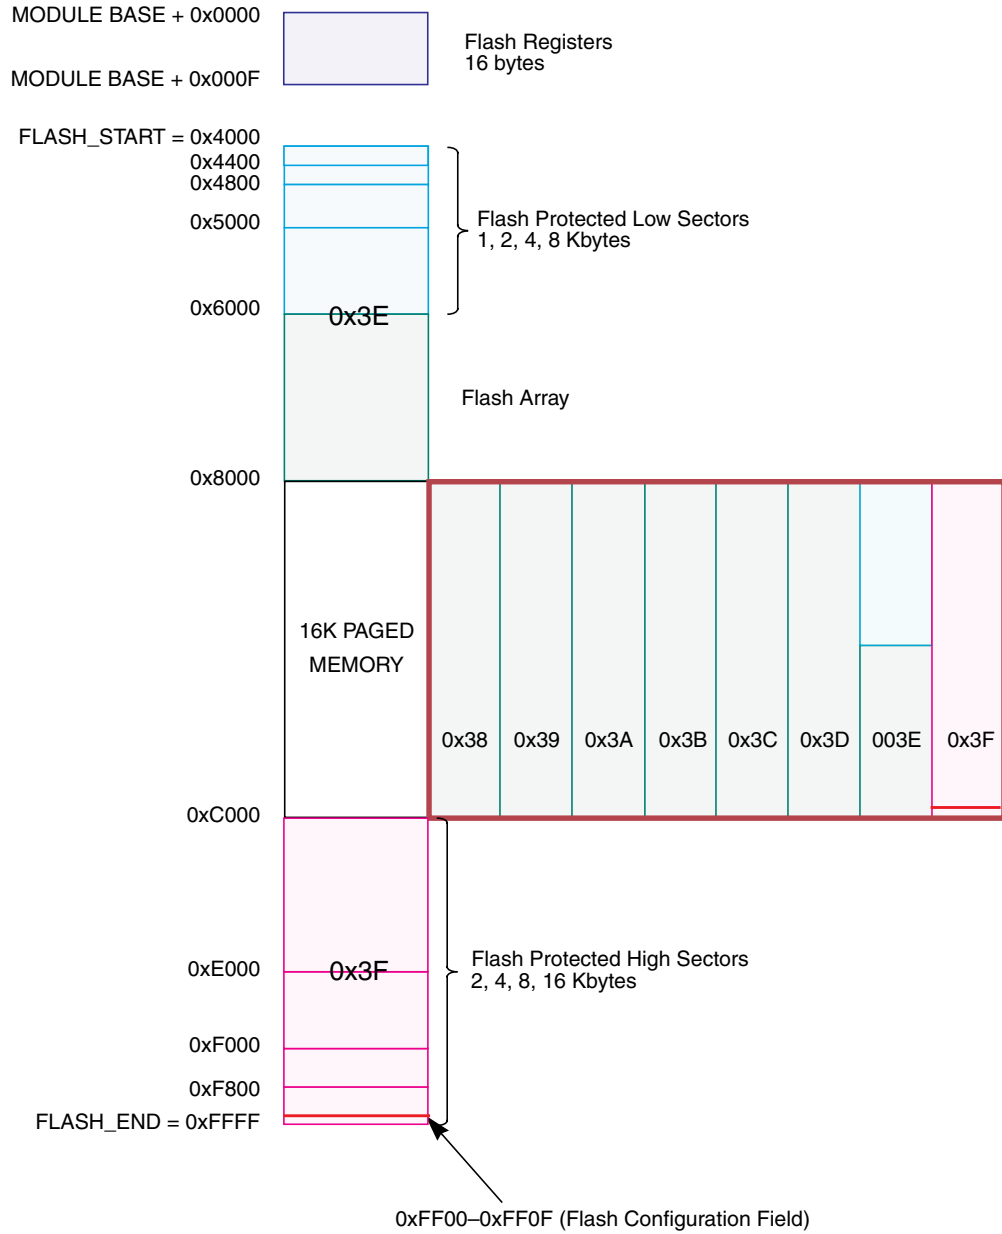 MODULE BASE + 0x0000
Flash Registers
16 bytes
MODULE BASE + 0x000F
FLASH_START = 0x4000
0x4400
0x4800
0x5000
Flash Protected Low Sectors
1, 2, 4, 8 Kbytes
0x6000
0x3E
Flash Array
0x8000
16K PAGED
MEMORY
0x38 0x39 0x3A 0x3B 0x3C 0x3D 003E 0x3F
0xC000
Flash Protected High Sectors
2, 4, 8, 16 Kbytes
0xE000
0x3F
0xF000
0xF800
FLASH_END = 0xFFFF
0xFF00–0xFF0F (Flash Configuration Field)